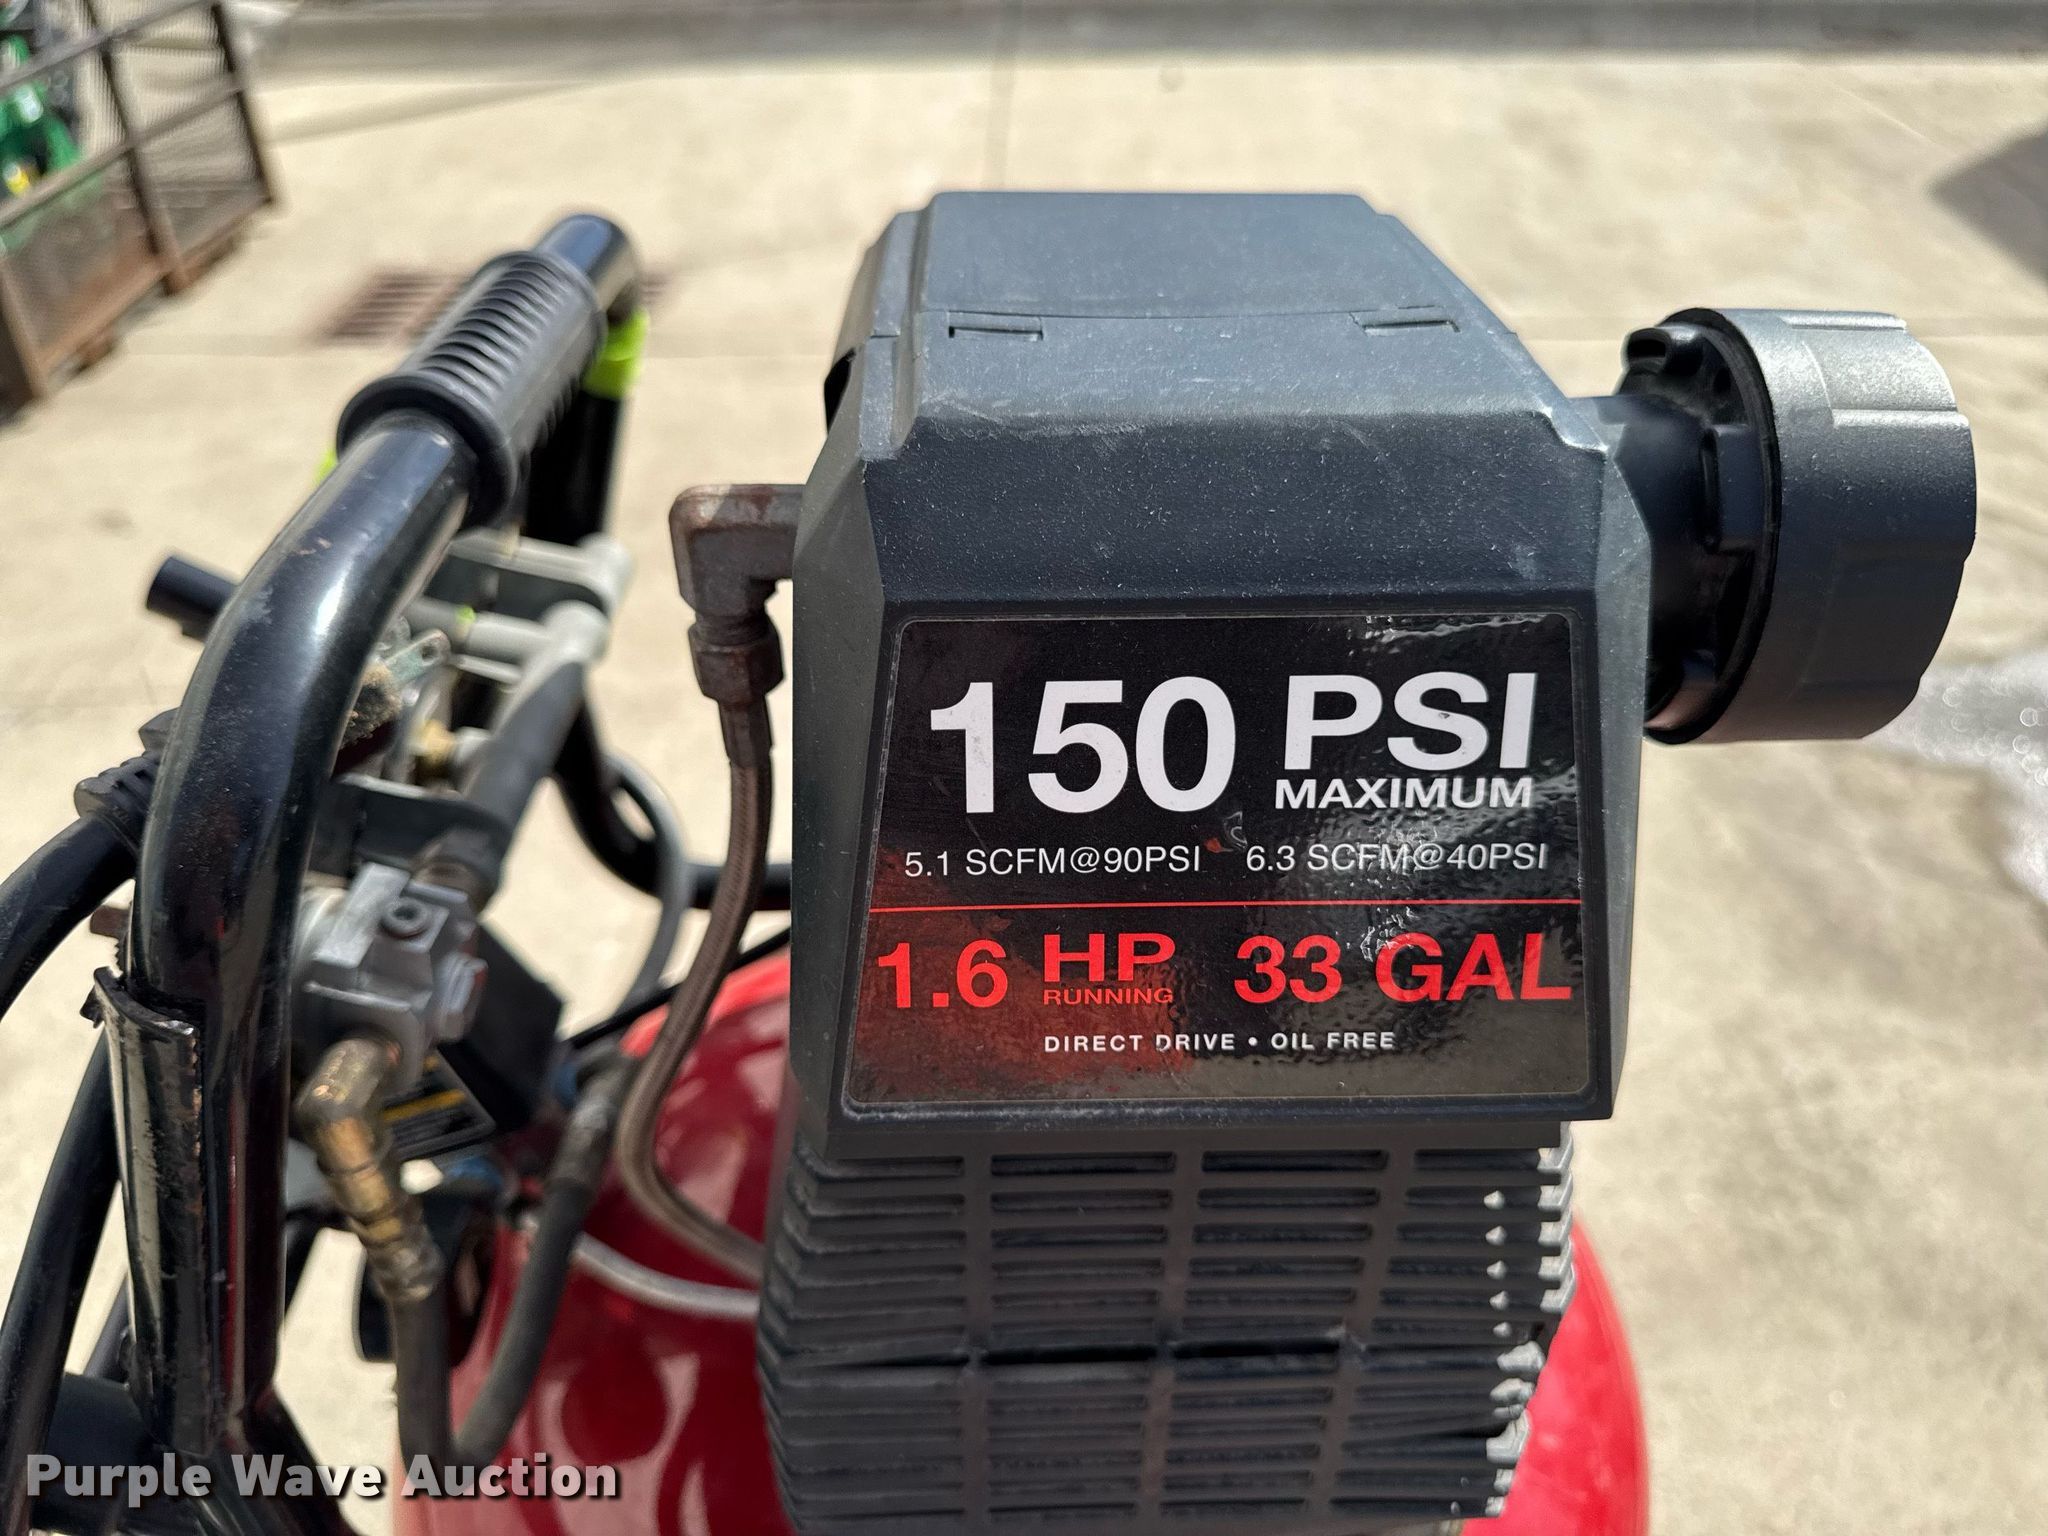 150 PSI
MAXIMUM
5.1 SCFM@90PSI 6.3 SCFM@40PSI
1.6 HP 33 GAL
RUNNING
DIRECT DRIVE • OIL FREE
Purple Wave Auction